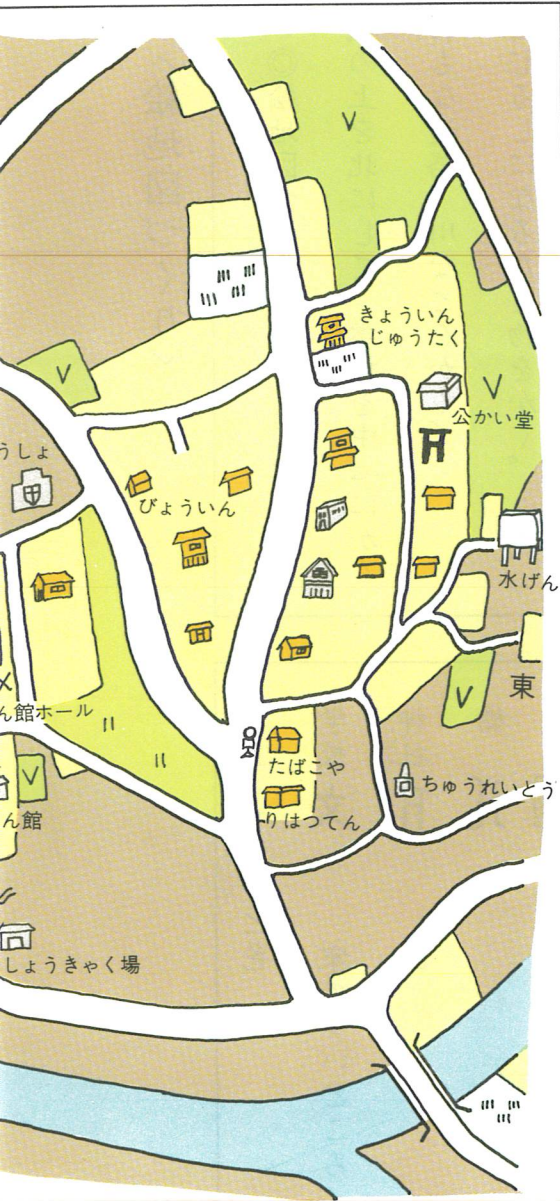 きょういん
じゅうたく
公かい堂
うしょ
びょういん
水げん
東
ん館ホール
たばこや
ちゅうれいとう
ん館
りはつてん
しょうきゃく場